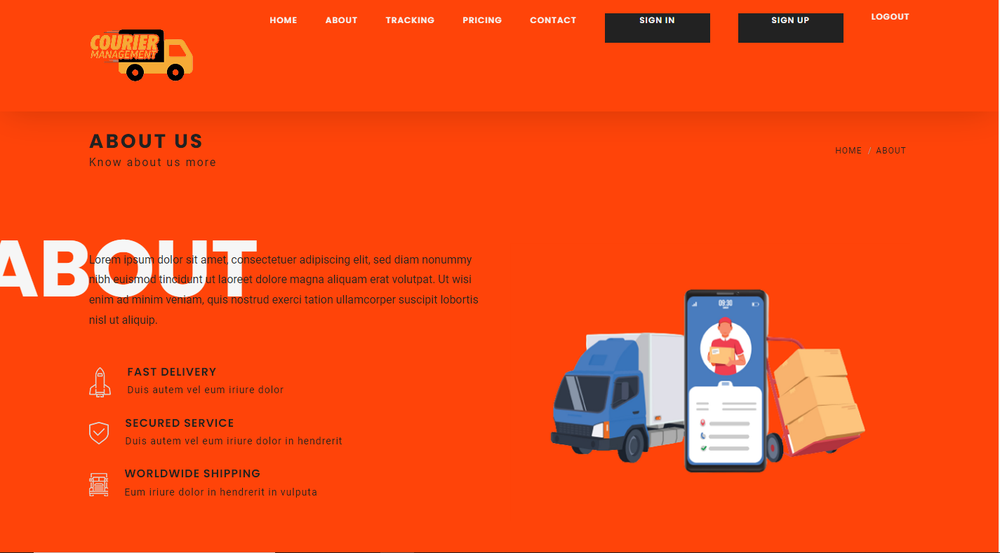 HOME ABOUT TRACKING PRICING CONTACT SIGN IN SIGN UP LOGOUT
COURIER
MANAGEMENT
ABOUT US
Know about us more
HOME / ABOUT
ABOUT
Lorem ipsum dolor sit amet, consectetuer adipiscing elit, sed diam nonummy
nibh euismod tincidunt ut laoreet dolore magna aliquam erat volutpat. Ut wisi
enim ad minim veniam, quis nostrud exerci tation ullamcorper suscipit lobortis
nisl ut aliquip.
09:30
FAST DELIVERY
Duis autem vel eum iriure dolor
SECURED SERVICE
Duis autem vel eum iriure dolor in hendrerit
WORLDWIDE SHIPPING
Eum iriure dolor in hendrerit in vulputa